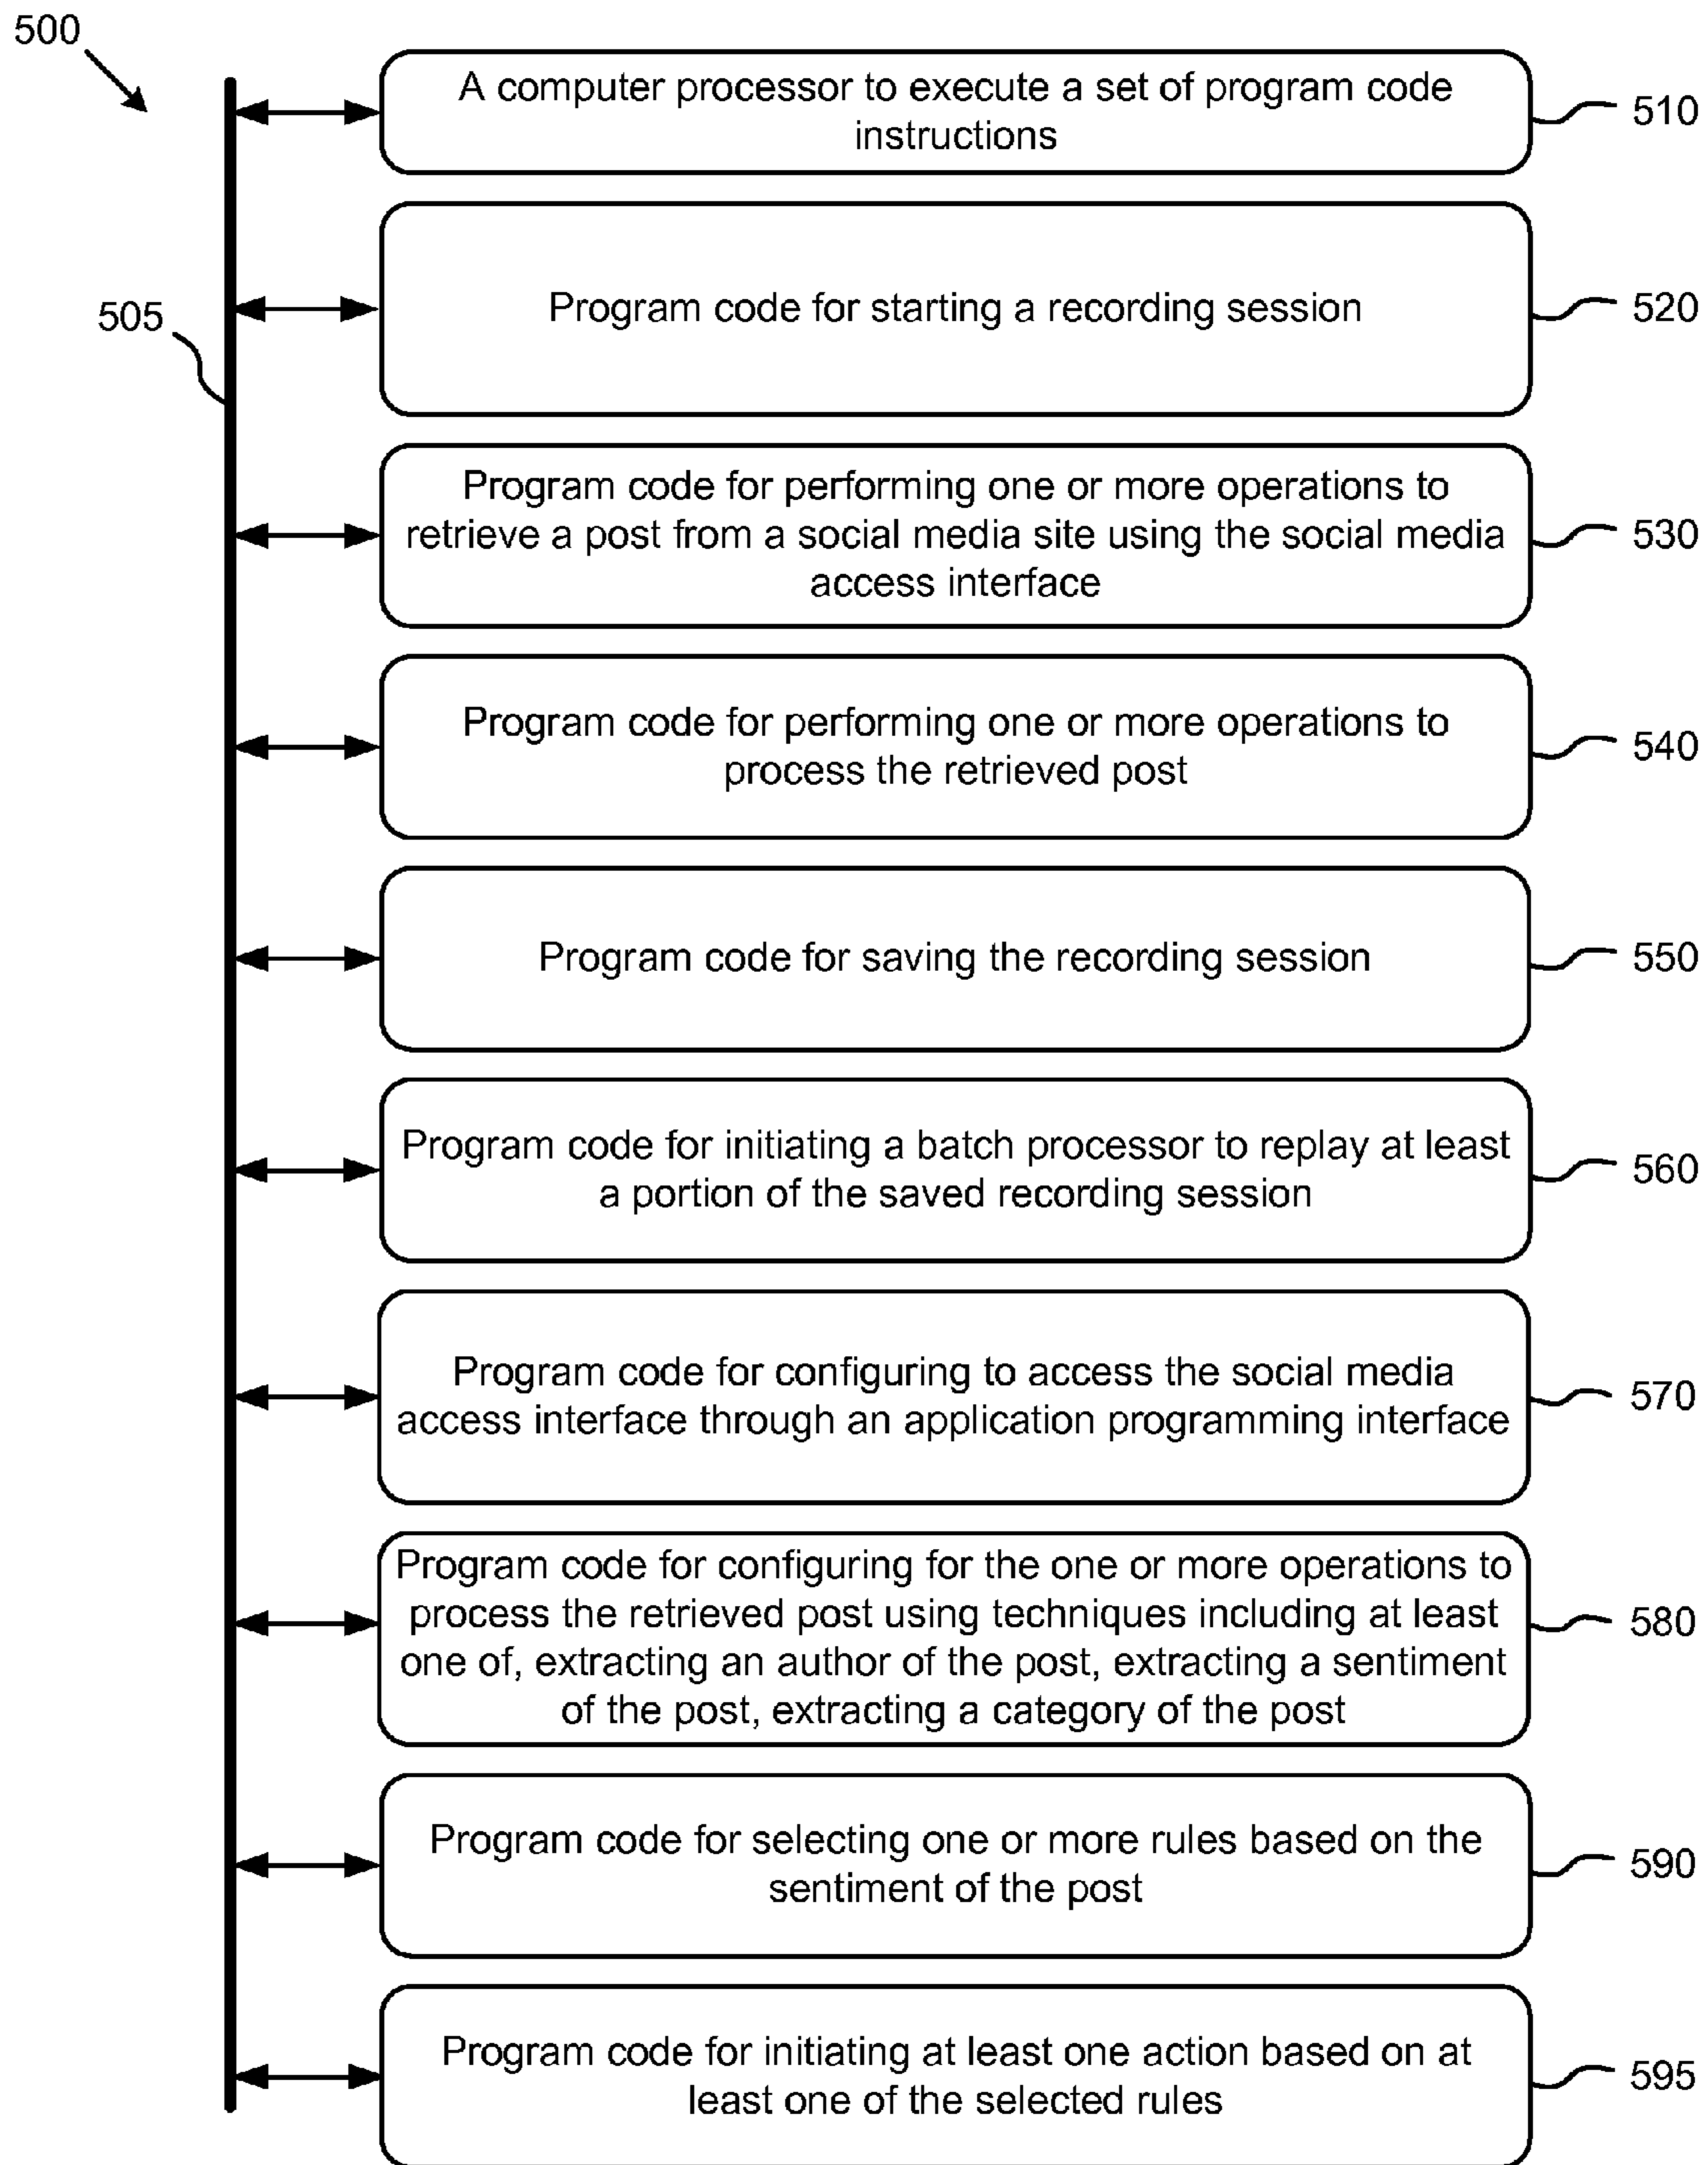 500
A computer processor to execute a set of program code
instructions
510
Program code for starting a recording session
520
505
Program code for performing one or more operations to
retrieve a post from a social media site using the social media
access interface
530
Program code for performing one or more operations to
process the retrieved post
540
Program code for saving the recording session
550
Program code for initiating a batch processor to replay at least
a portion of the saved recording session
560
Program code for configuring to access the social media
access interface through an application programming interface
570
Program code for configuring for the one or more operations to
process the retrieved post using techniques including at least
one of, extracting an author of the post, extracting a sentiment
of the post, extracting a category of the post
580
Program code for selecting one or more rules based on the
sentiment of the post
590
Program code for initiating at least one action based on at
least one of the selected rules
595